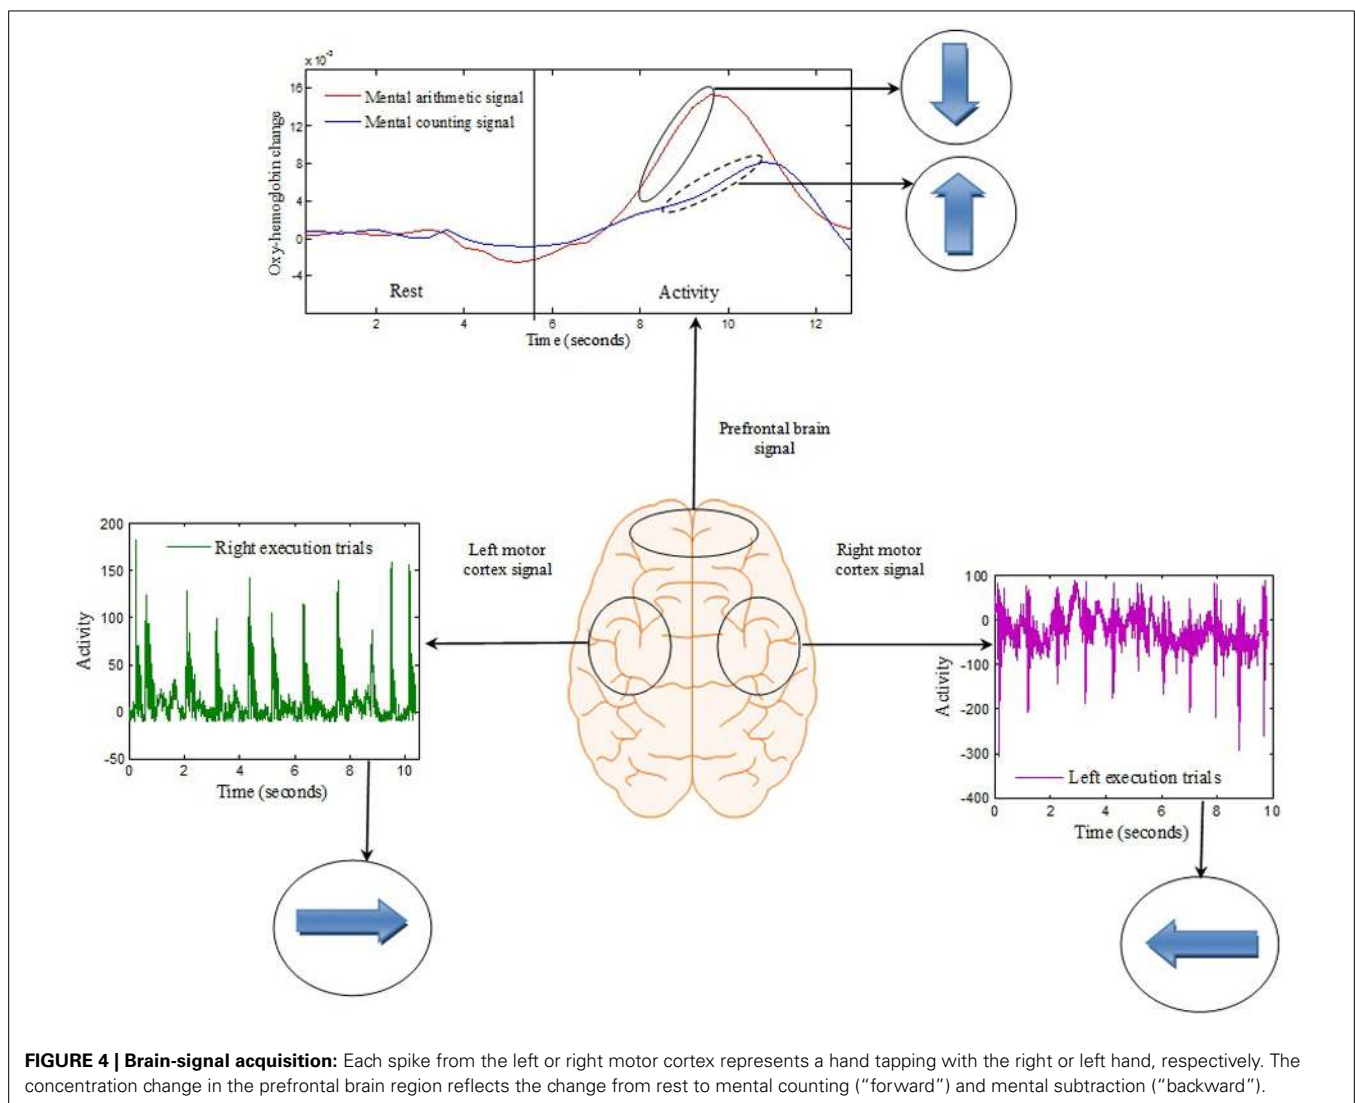 x 10⁻³
16
12
8
4
0
-4
Oxy-hemoglobin change
Mental arithmetic signal
Mental counting signal
Rest
Activity
2 4 6 8 10 12
Time (seconds)
Prefrontal brain
signal
200
150
100
50
0
-50
Activity
Right execution trials
0 2 4 6 8 10
Time (seconds)
Left motor
cortex signal
Right motor
cortex signal
100
0
-100
-200
-300
-400
Activity
Left execution trials
0 2 4 6 8 10
Time (seconds)
FIGURE 4 | Brain-signal acquisition: Each spike from the left or right motor cortex represents a hand tapping with the right or left hand, respectively. The
concentration change in the prefrontal brain region reflects the change from rest to mental counting (“forward”) and mental subtraction (“backward”).